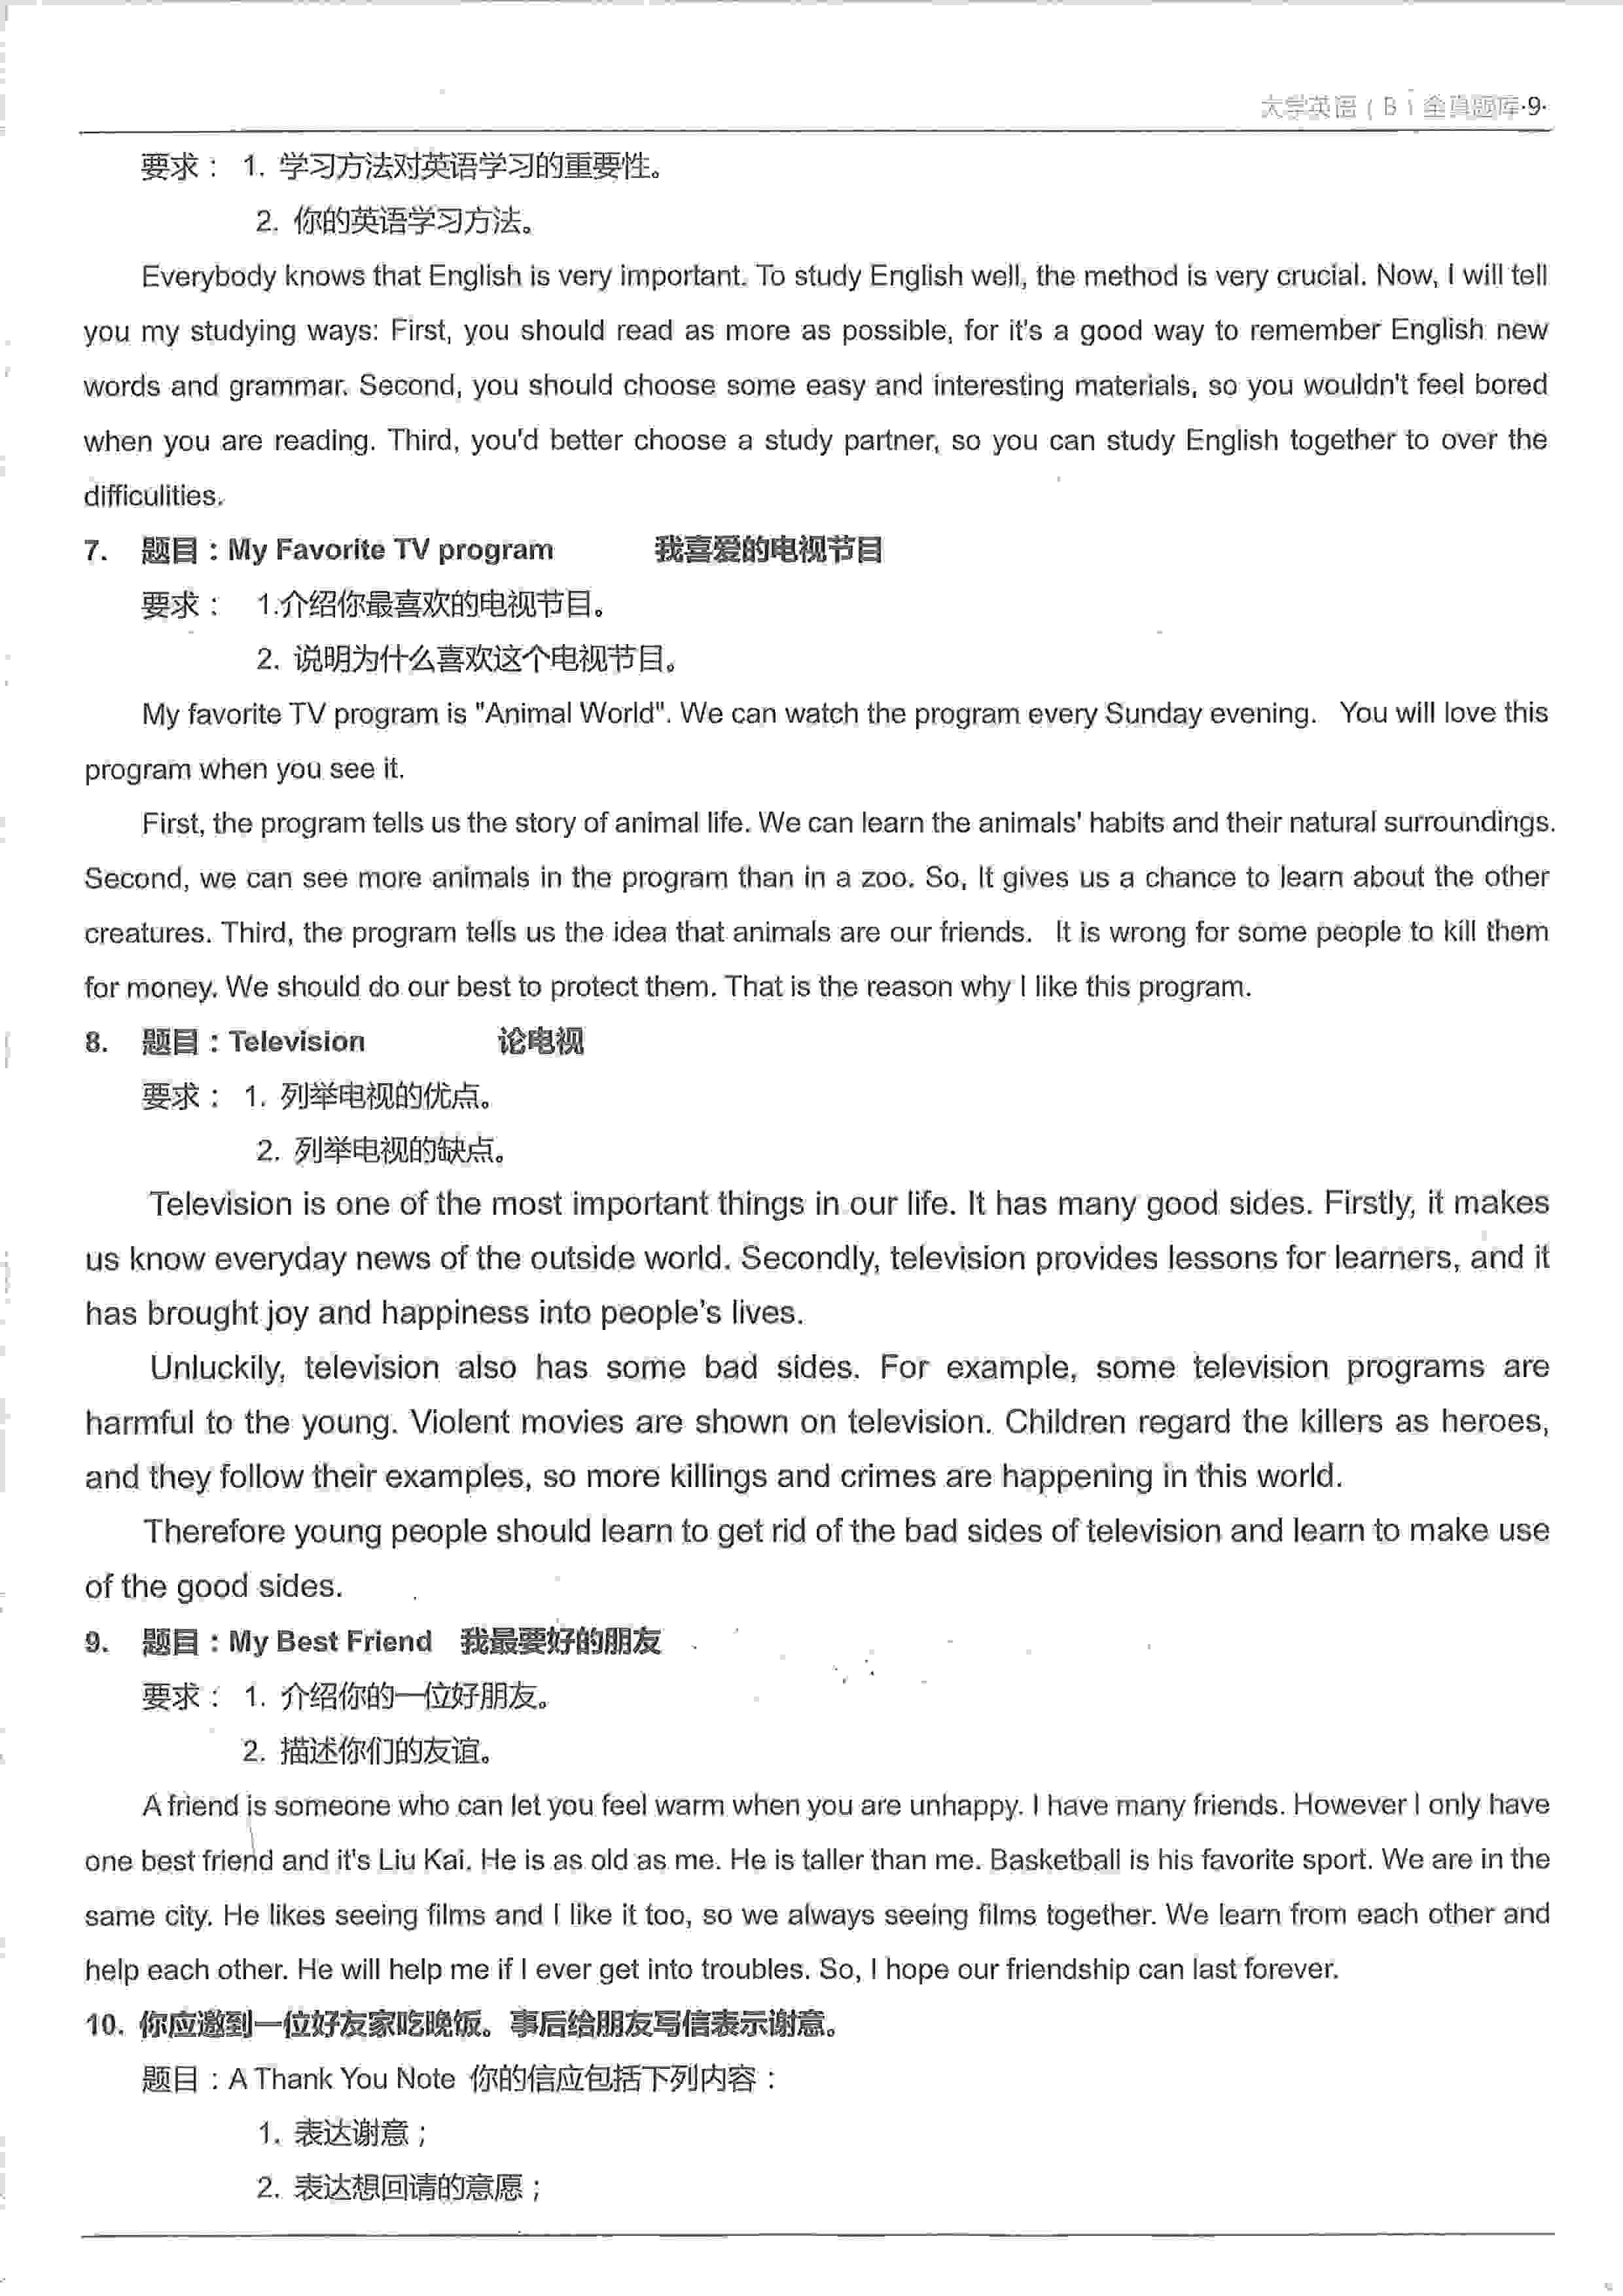 大学英语（B）全真题库·9·
要求： 1. 学习方法对英语学习的重要性。
2. 你的英语学习方法。
Everybody knows that English is very important. To study English well, the method is very crucial. Now, I will tell
you my studying ways: First, you should read as more as possible, for it's a good way to remember English new
words and grammar. Second, you should choose some easy and interesting materials, so you wouldn't feel bored
when you are reading. Third, you'd better choose a study partner, so you can study English together to over the
difficulities.
7. 题目：My Favorite TV program 我喜爱的电视节目
要求： 1.介绍你最喜欢的电视节目。
2. 说明为什么喜欢这个电视节目。
My favorite TV program is "Animal World". We can watch the program every Sunday evening. You will love this
program when you see it.
First, the program tells us the story of animal life. We can learn the animals' habits and their natural surroundings.
Second, we can see more animals in the program than in a zoo. So, It gives us a chance to learn about the other
creatures. Third, the program tells us the idea that animals are our friends. It is wrong for some people to kill them
for money. We should do our best to protect them. That is the reason why I like this program.
8. 题目：Television 论电视
要求： 1. 列举电视的优点。
2. 列举电视的缺点。
Television is one of the most important things in our life. It has many good sides. Firstly, it makes
us know everyday news of the outside world. Secondly, television provides lessons for learners, and it
has brought joy and happiness into people's lives.
Unluckily, television also has some bad sides. For example, some television programs are
harmful to the young. Violent movies are shown on television. Children regard the killers as heroes,
and they follow their examples, so more killings and crimes are happening in this world.
Therefore young people should learn to get rid of the bad sides of television and learn to make use
of the good sides.
9. 题目：My Best Friend 我最要好的朋友
要求： 1. 介绍你的一位好朋友。
2. 描述你们的友谊。
A friend is someone who can let you feel warm when you are unhappy. I have many friends. However I only have
one best friend and it's Liu Kai. He is as old as me. He is taller than me. Basketball is his favorite sport. We are in the
same city. He likes seeing films and I like it too, so we always seeing films together. We learn from each other and
help each other. He will help me if I ever get into troubles. So, I hope our friendship can last forever.
10. 你应邀到一位好友家吃晚饭。事后给朋友写信表示谢意。
题目：A Thank You Note 你的信应包括下列内容：
1. 表达谢意；
2. 表达想回请的意愿；